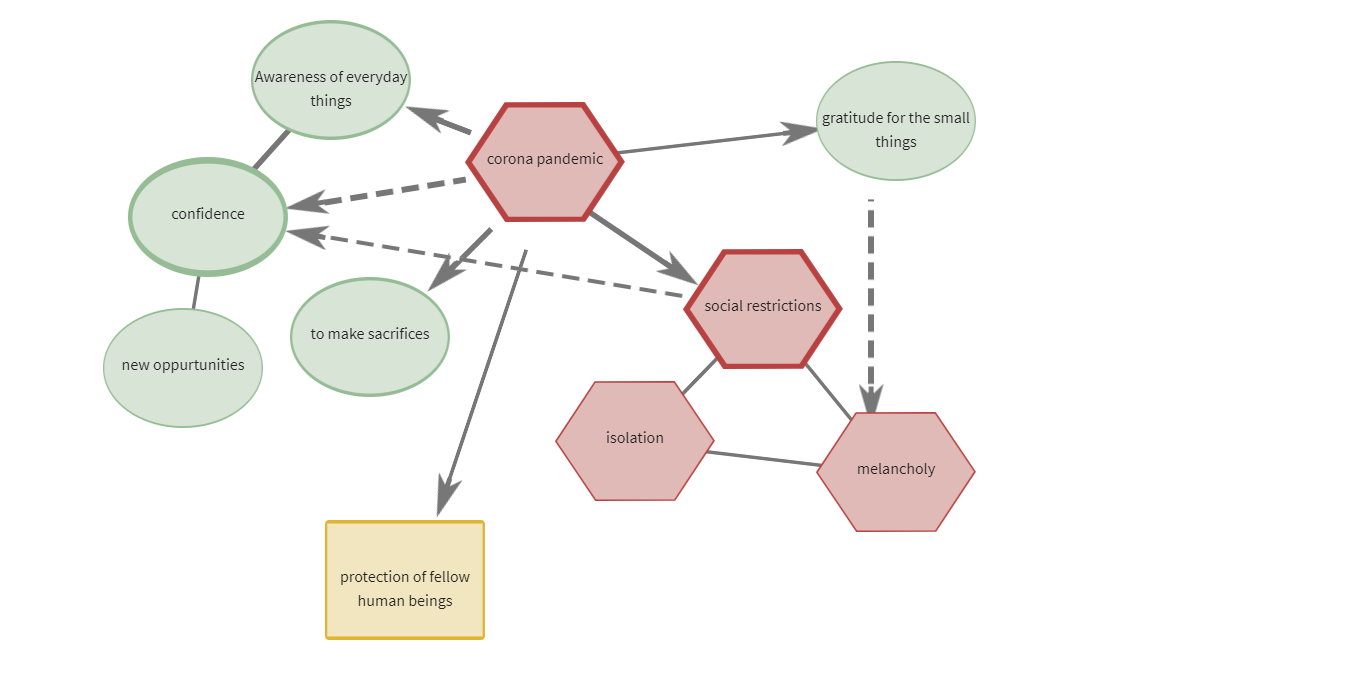 Awareness of everyday
things
corona pandemic
gratitude for the small
things
confidence
social restrictions
to make sacrifices
new oppurtunities
isolation
melancholy
protection of fellow
human beings